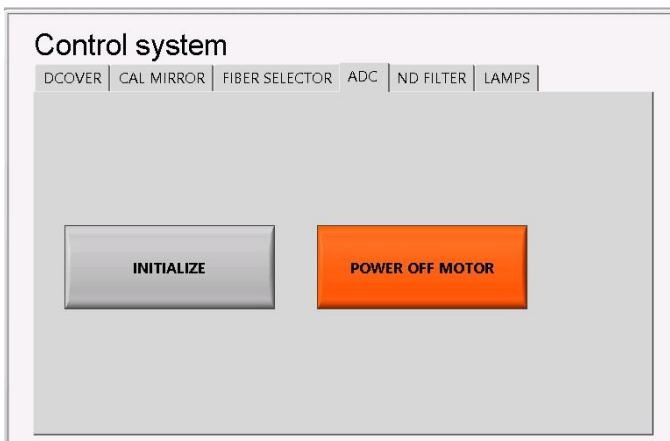 Control system
DCOVER CAL MIRROR FIBER SELECTOR ADC ND FILTER LAMPS
INITIALIZE POWER OFF MOTOR